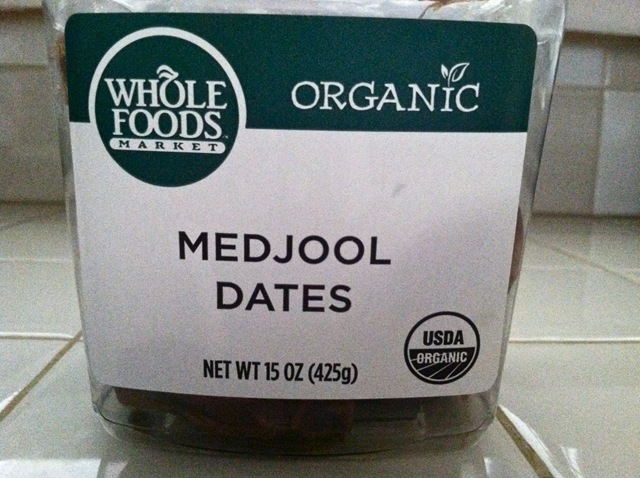 WHOLE
FOODS
MARKET
ORGANIC
MEDJOOL
DATES
NET WT 15 OZ (425g)
USDA
ORGANIC